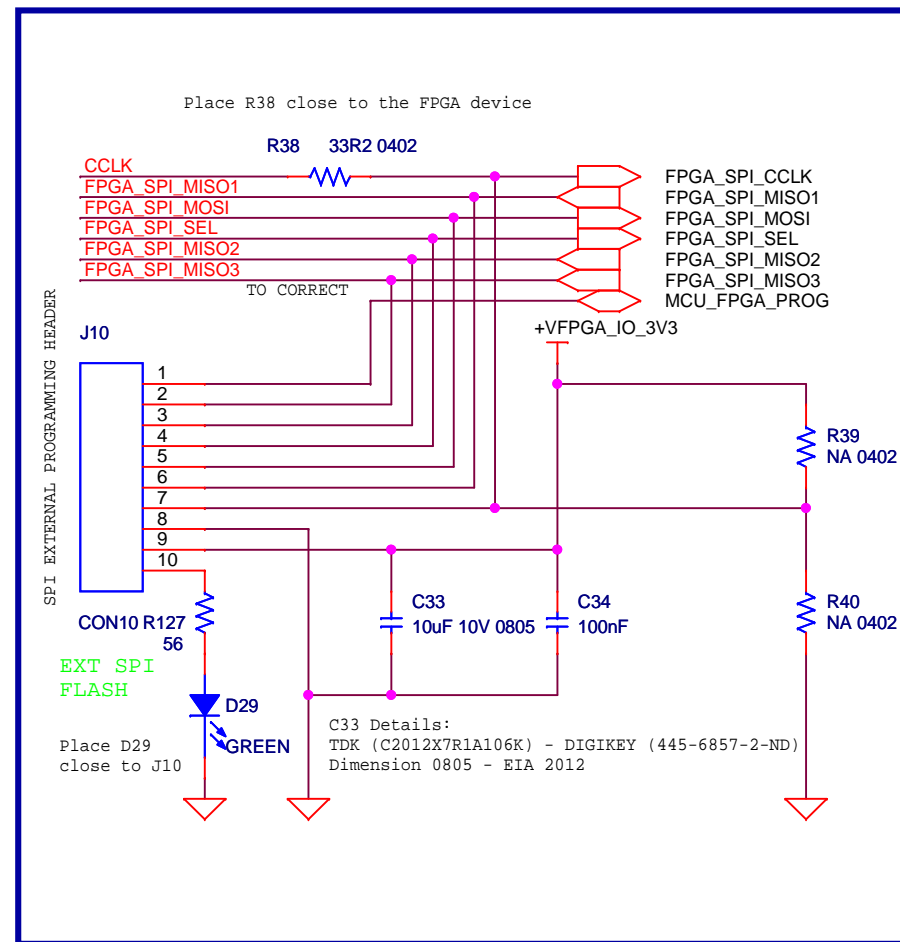 Place R38 close to the FPGA device
R38 33R2 0402
CCLK
FPGA_SPI_MISO1
FPGA_SPI_MOSI
FPGA_SPI_SEL
FPGA_SPI_MISO2
FPGA_SPI_MISO3
TO CORRECT
FPGA_SPI_CCLK
FPGA_SPI_MISO1
FPGA_SPI_MOSI
FPGA_SPI_SEL
FPGA_SPI_MISO2
FPGA_SPI_MISO3
MCU_FPGA_PROG
+VFPGA_IO_3V3
SPI EXTERNAL PROGRAMMING HEADER
J10
1
2
3
4
5
6
7
8
9
10
CON10
R127
56
R39
NA 0402
C33
10uF 10V 0805
C34
100nF
R40
NA 0402
EXT SPI
FLASH
D29
GREEN
Place D29
close to J10
C33 Details:
TDK (C2012X7R1A106K) - DIGIKEY (445-6857-2-ND)
Dimension 0805 - EIA 2012